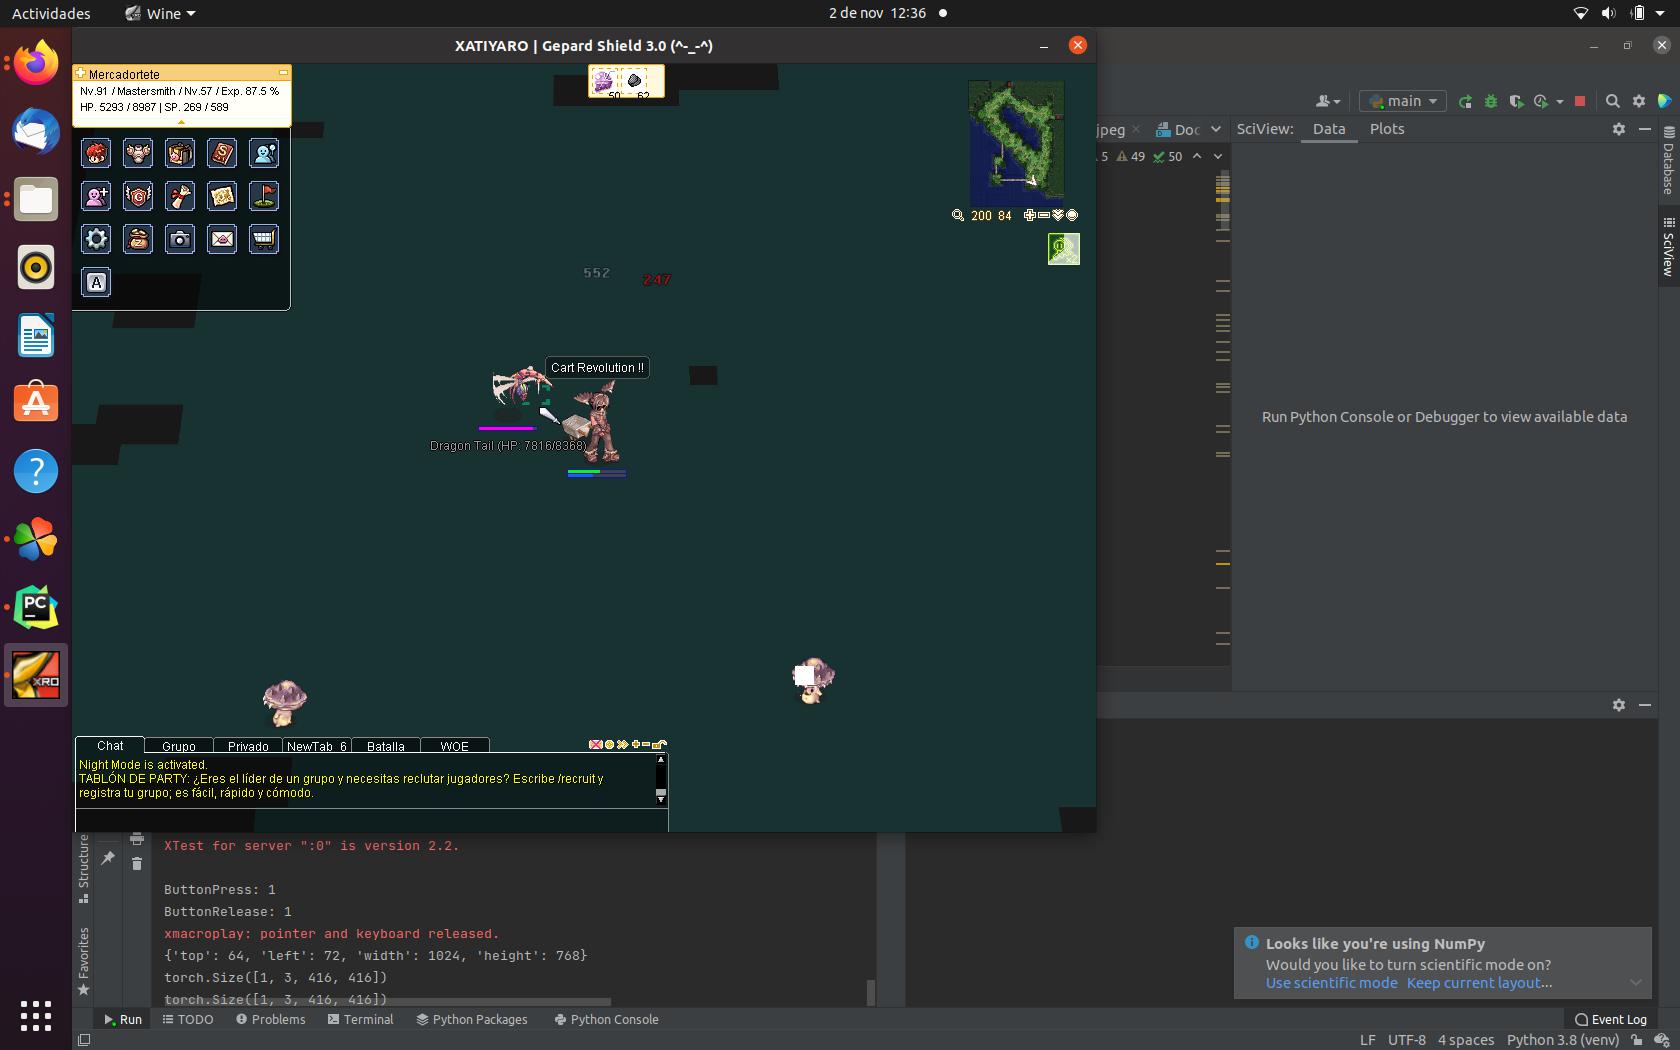 Actividades
Wine
2 de nov 12:36
XATIYARO | Gepard Shield 3.0 (^-_-^)
Mercadortete
Nv.91 / Mastersmith / Nv.57 / Exp. 87.5 %
HP. 5293 / 8987 | SP. 269 / 589
50 62
200 84
G
S
Z
A
552
247
Cart Revolution !!
Dragon Tail (HP: 7816/8368)
Chat
Grupo
Privado
NewTab 6
Batalla
WOE
Night Mode is activated.
TABLÓN DE PARTY: ¿Eres el líder de un grupo y necesitas reclutar jugadores? Escribe /recruit y
registra tu grupo; es fácil, rápido y cómodo.
main
jpeg
Doc
SciView:
Data
Plots
5 49 50
Database
SciView
Run Python Console or Debugger to view available data
PC
XRO
Structure
Favorites
XTest for server ":0" is version 2.2.
ButtonPress: 1
ButtonRelease: 1
xmacroplay: pointer and keyboard released.
{'top': 64, 'left': 72, 'width': 1024, 'height': 768}
torch.Size([1, 3, 416, 416])
torch.Size([1, 3, 416, 416])
Looks like you're using NumPy
Would you like to turn scientific mode on?
Use scientific mode Keep current layout...
Run
TODO
Problems
Terminal
Python Packages
Python Console
Event Log
LF UTF-8 4 spaces Python 3.8 (venv)